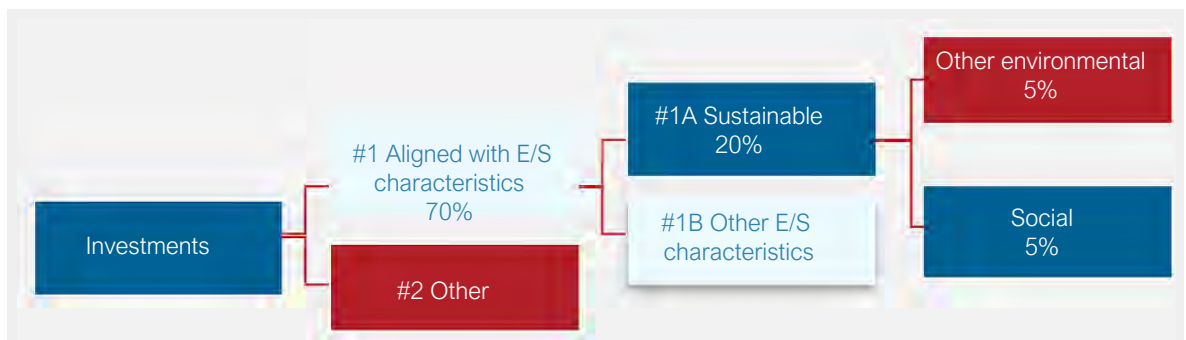 Investments
#1 Aligned with E/S
characteristics
70%
#2 Other
#1A Sustainable
20%
#1B Other E/S
characteristics
Other environmental
5%
Social
5%